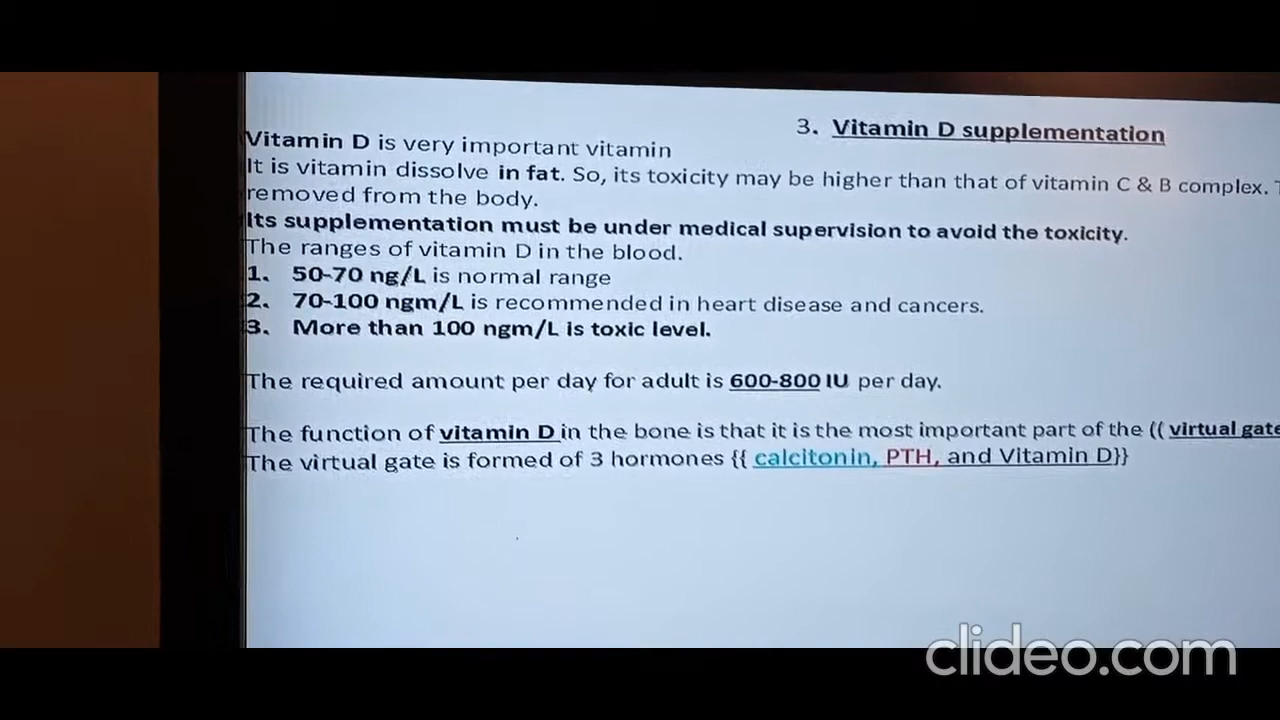 3. Vitamin D supplementation
Vitamin D is very important vitamin
It is vitamin dissolve in fat. So, its toxicity may be higher than that of vitamin C & B complex.
removed from the body.
Its supplementation must be under medical supervision to avoid the toxicity.
The ranges of vitamin D in the blood.
1. 50-70 ng/L is normal range
2. 70-100 ngm/L is recommended in heart disease and cancers.
3. More than 100 ngm/L is toxic level.
The required amount per day for adult is 600-800 IU per day.
The function of vitamin D in the bone is that it is the most important part of the (( virtual gate
The virtual gate is formed of 3 hormones {{ calcitonin, PTH, and Vitamin D}}
clideo.com